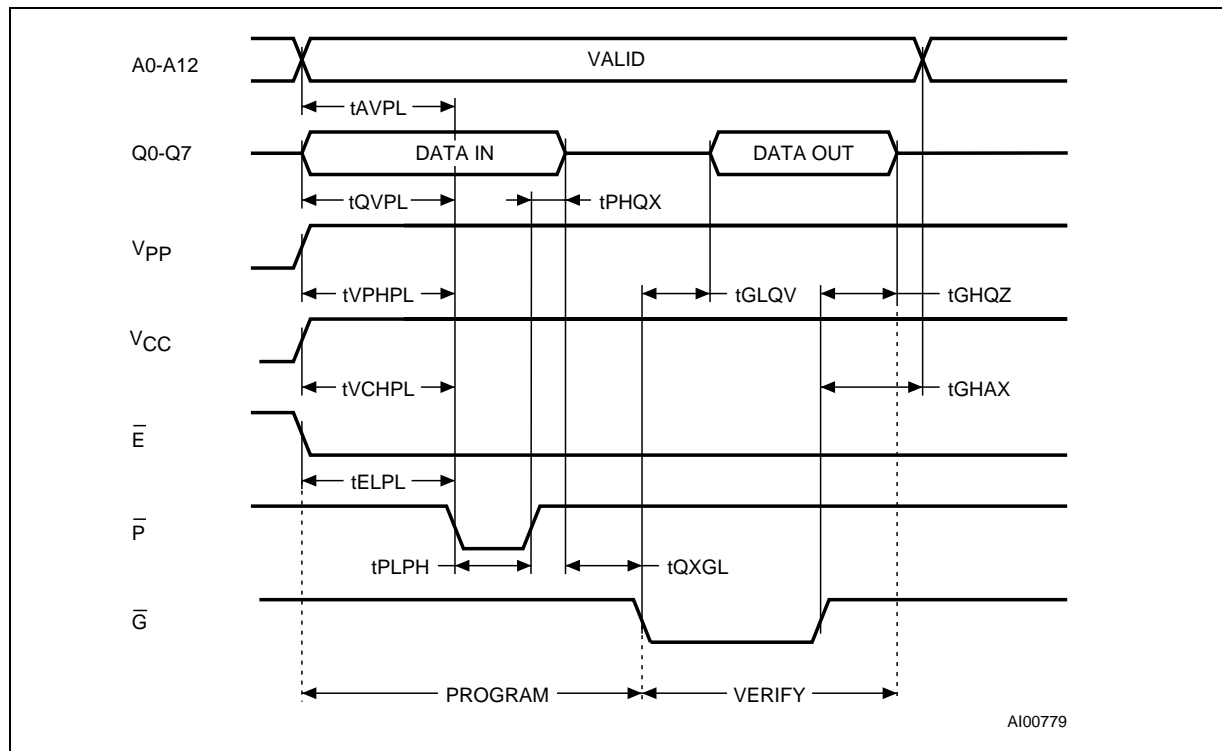 A0-A12
VALID
tAVPL
Q0-Q7
DATA IN
DATA OUT
tQVPL
tPHQX
VPP
tVPHPL
tGLQV
tGHQZ
VCC
tVCHPL
tGHAX
E̅
tELPL
P̅
tPLPH
tQXGL
G̅
PROGRAM
VERIFY
AI00779